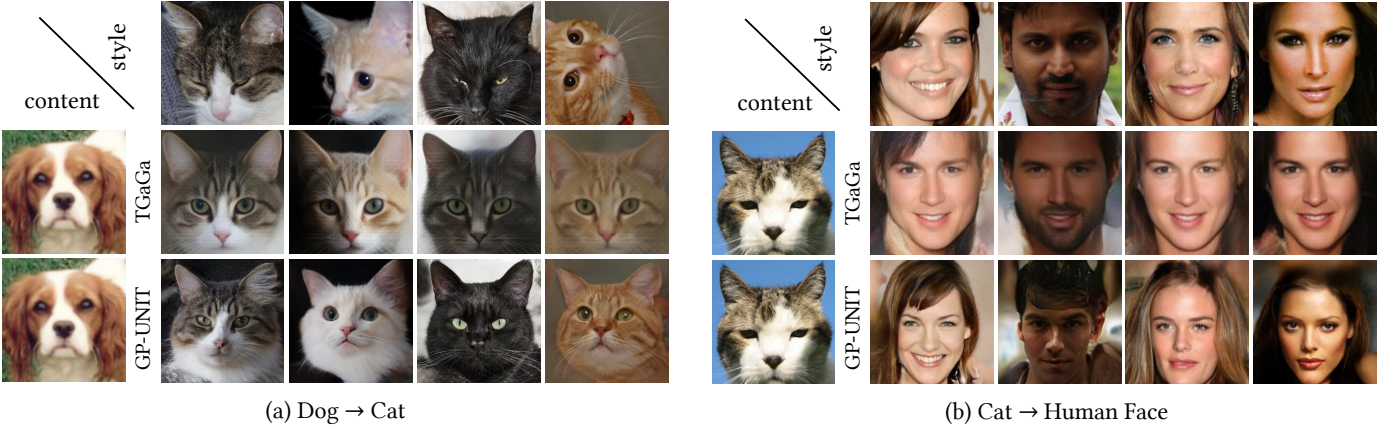 style
content
TGaGa
GP-UNIT
(a) Dog → Cat
style
content
TGaGa
GP-UNIT
(b) Cat → Human Face